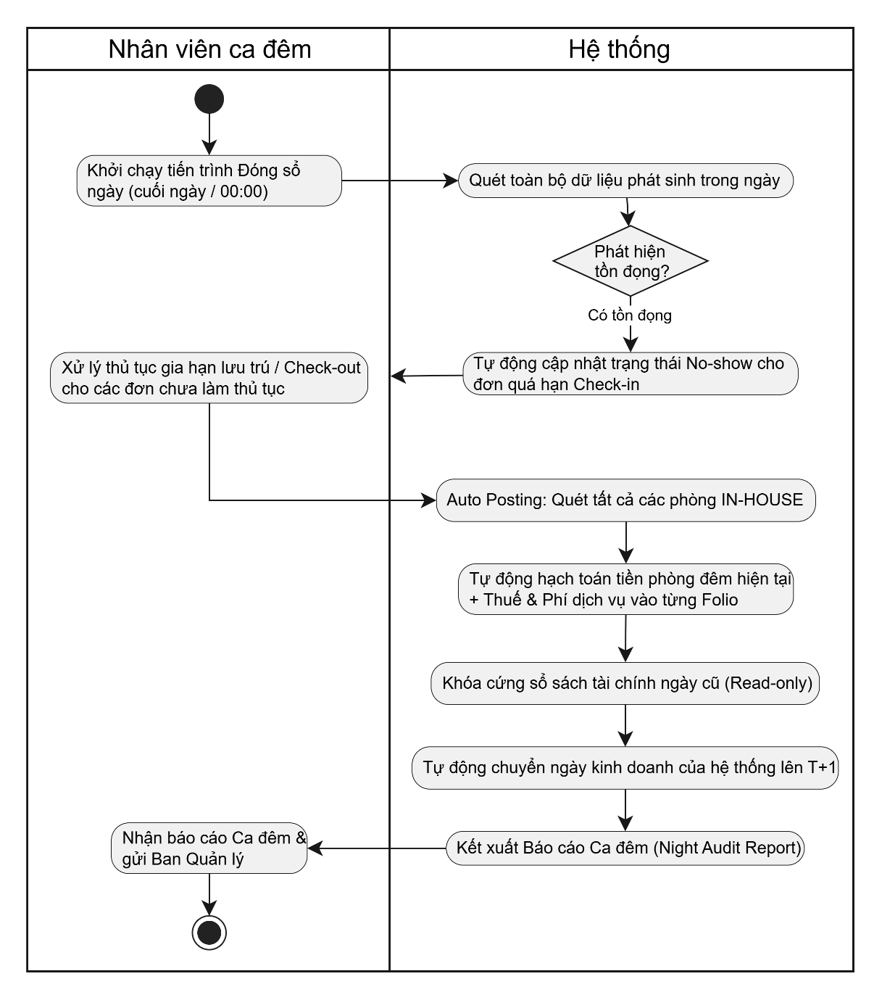 Nhân viên ca đêm
Hệ thống
Khởi chạy tiến trình Đóng sổ
ngày (cuối ngày / 00:00)
Quét toàn bộ dữ liệu phát sinh trong ngày
Phát hiện
tồn đọng?
Có tồn đọng
Tự động cập nhật trạng thái No-show cho
đơn quá hạn Check-in
Xử lý thủ tục gia hạn lưu trú / Check-out
cho các đơn chưa làm thủ tục
Auto Posting: Quét tất cả các phòng IN-HOUSE
Tự động hạch toán tiền phòng đêm hiện tại
+ Thuế & Phí dịch vụ vào từng Folio
Khóa cứng sổ sách tài chính ngày cũ (Read-only)
Tự động chuyển ngày kinh doanh của hệ thống lên T+1
Kết xuất Báo cáo Ca đêm (Night Audit Report)
Nhận báo cáo Ca đêm &
gửi Ban Quản lý